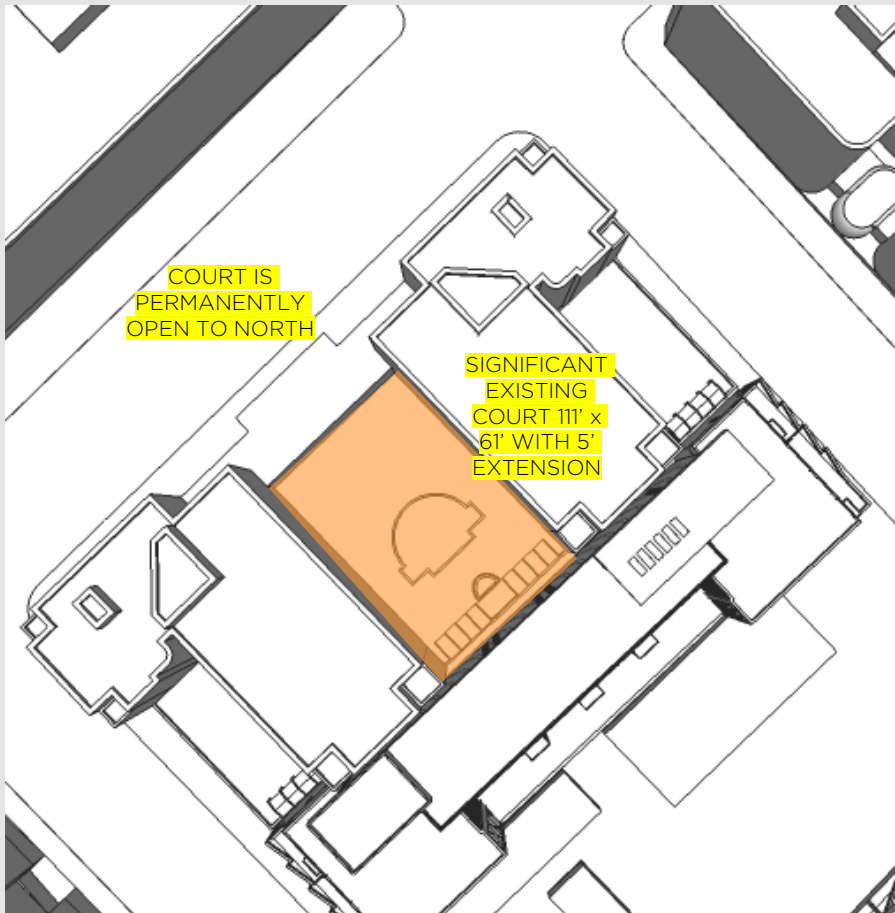 COURT IS
PERMANENTLY
OPEN TO NORTH
SIGNIFICANT
EXISTING
COURT 111’ x
61’ WITH 5’
EXTENSION